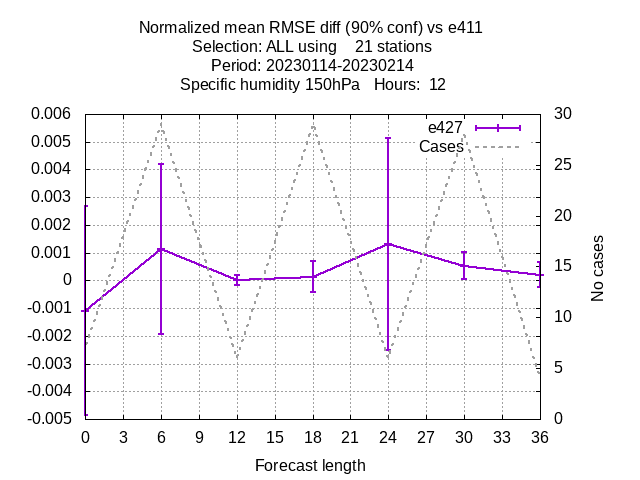 Normalized mean RMSE diff (90% conf) vs e411
Selection: ALL using    21 stations
Period: 20230114-20230214
Specific humidity 150hPa   Hours:  12
e427
Cases
0.006
0.005
0.004
0.003
0.002
0.001
0
-0.001
-0.002
-0.003
-0.004
-0.005
30
25
20
15
10
5
0
No cases
0 3 6 9 12 15 18 21 24 27 30 33 36
Forecast length